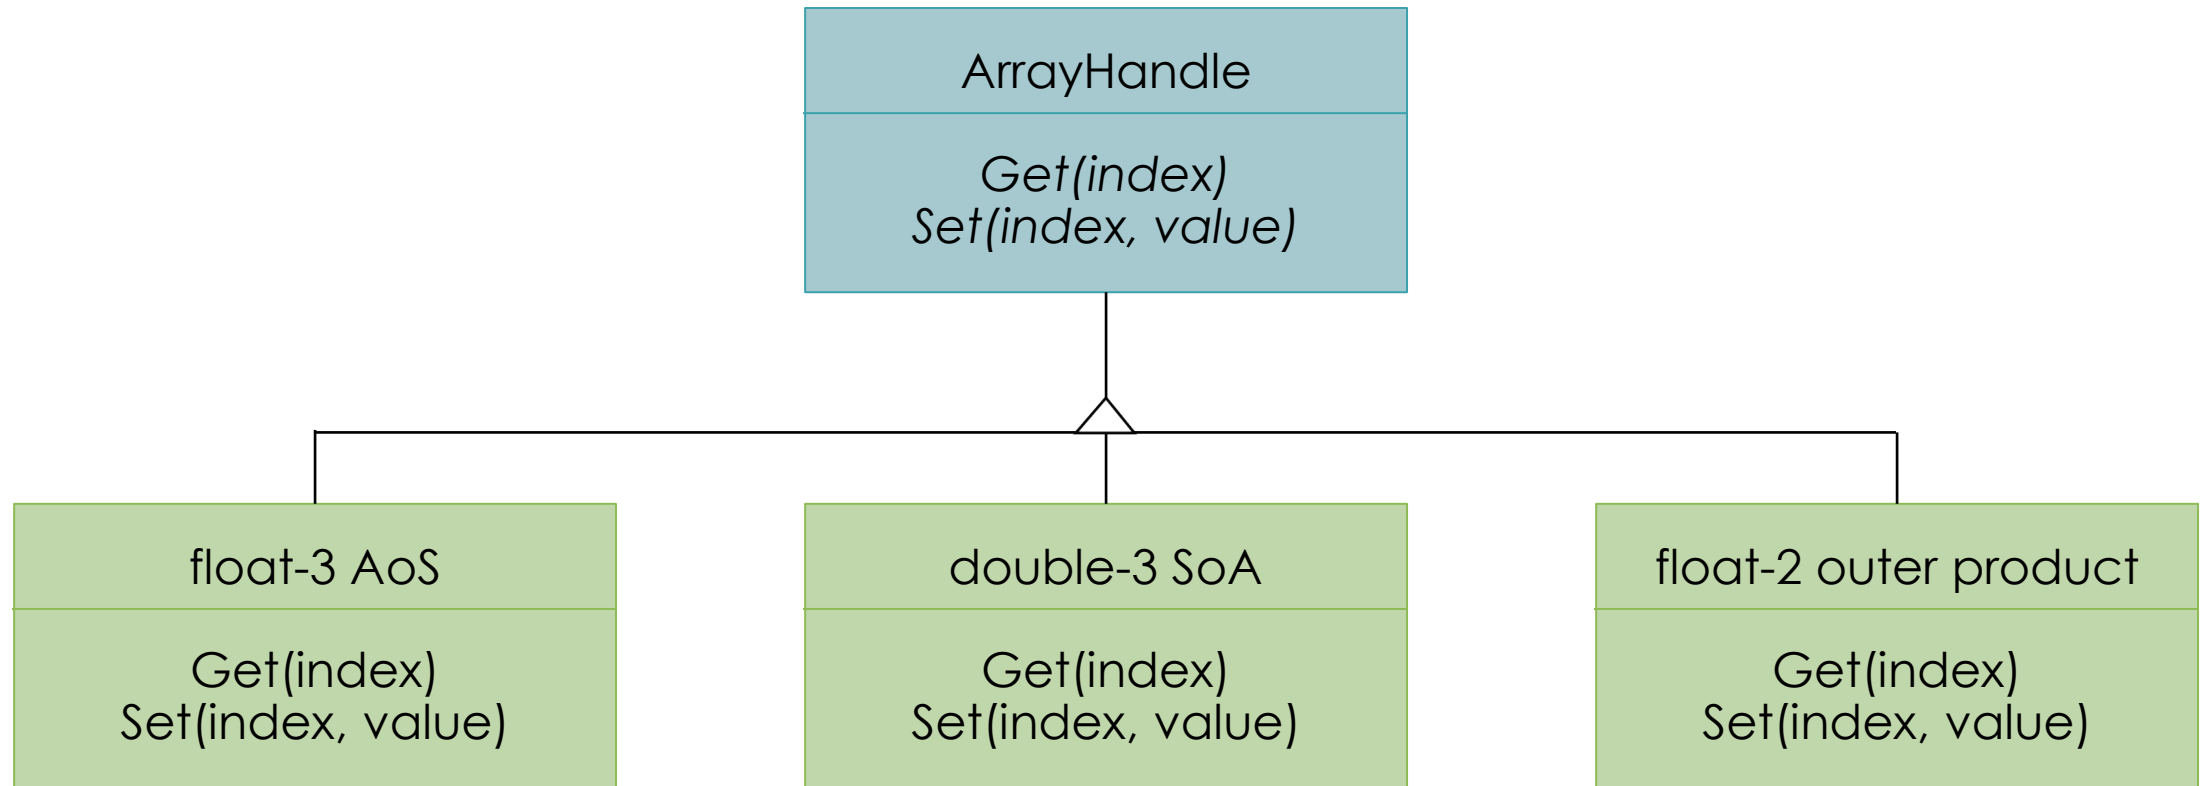 ArrayHandle
Get(index)
Set(index, value)
float-3 AoS
Get(index)
Set(index, value)
double-3 SoA
Get(index)
Set(index, value)
float-2 outer product
Get(index)
Set(index, value)